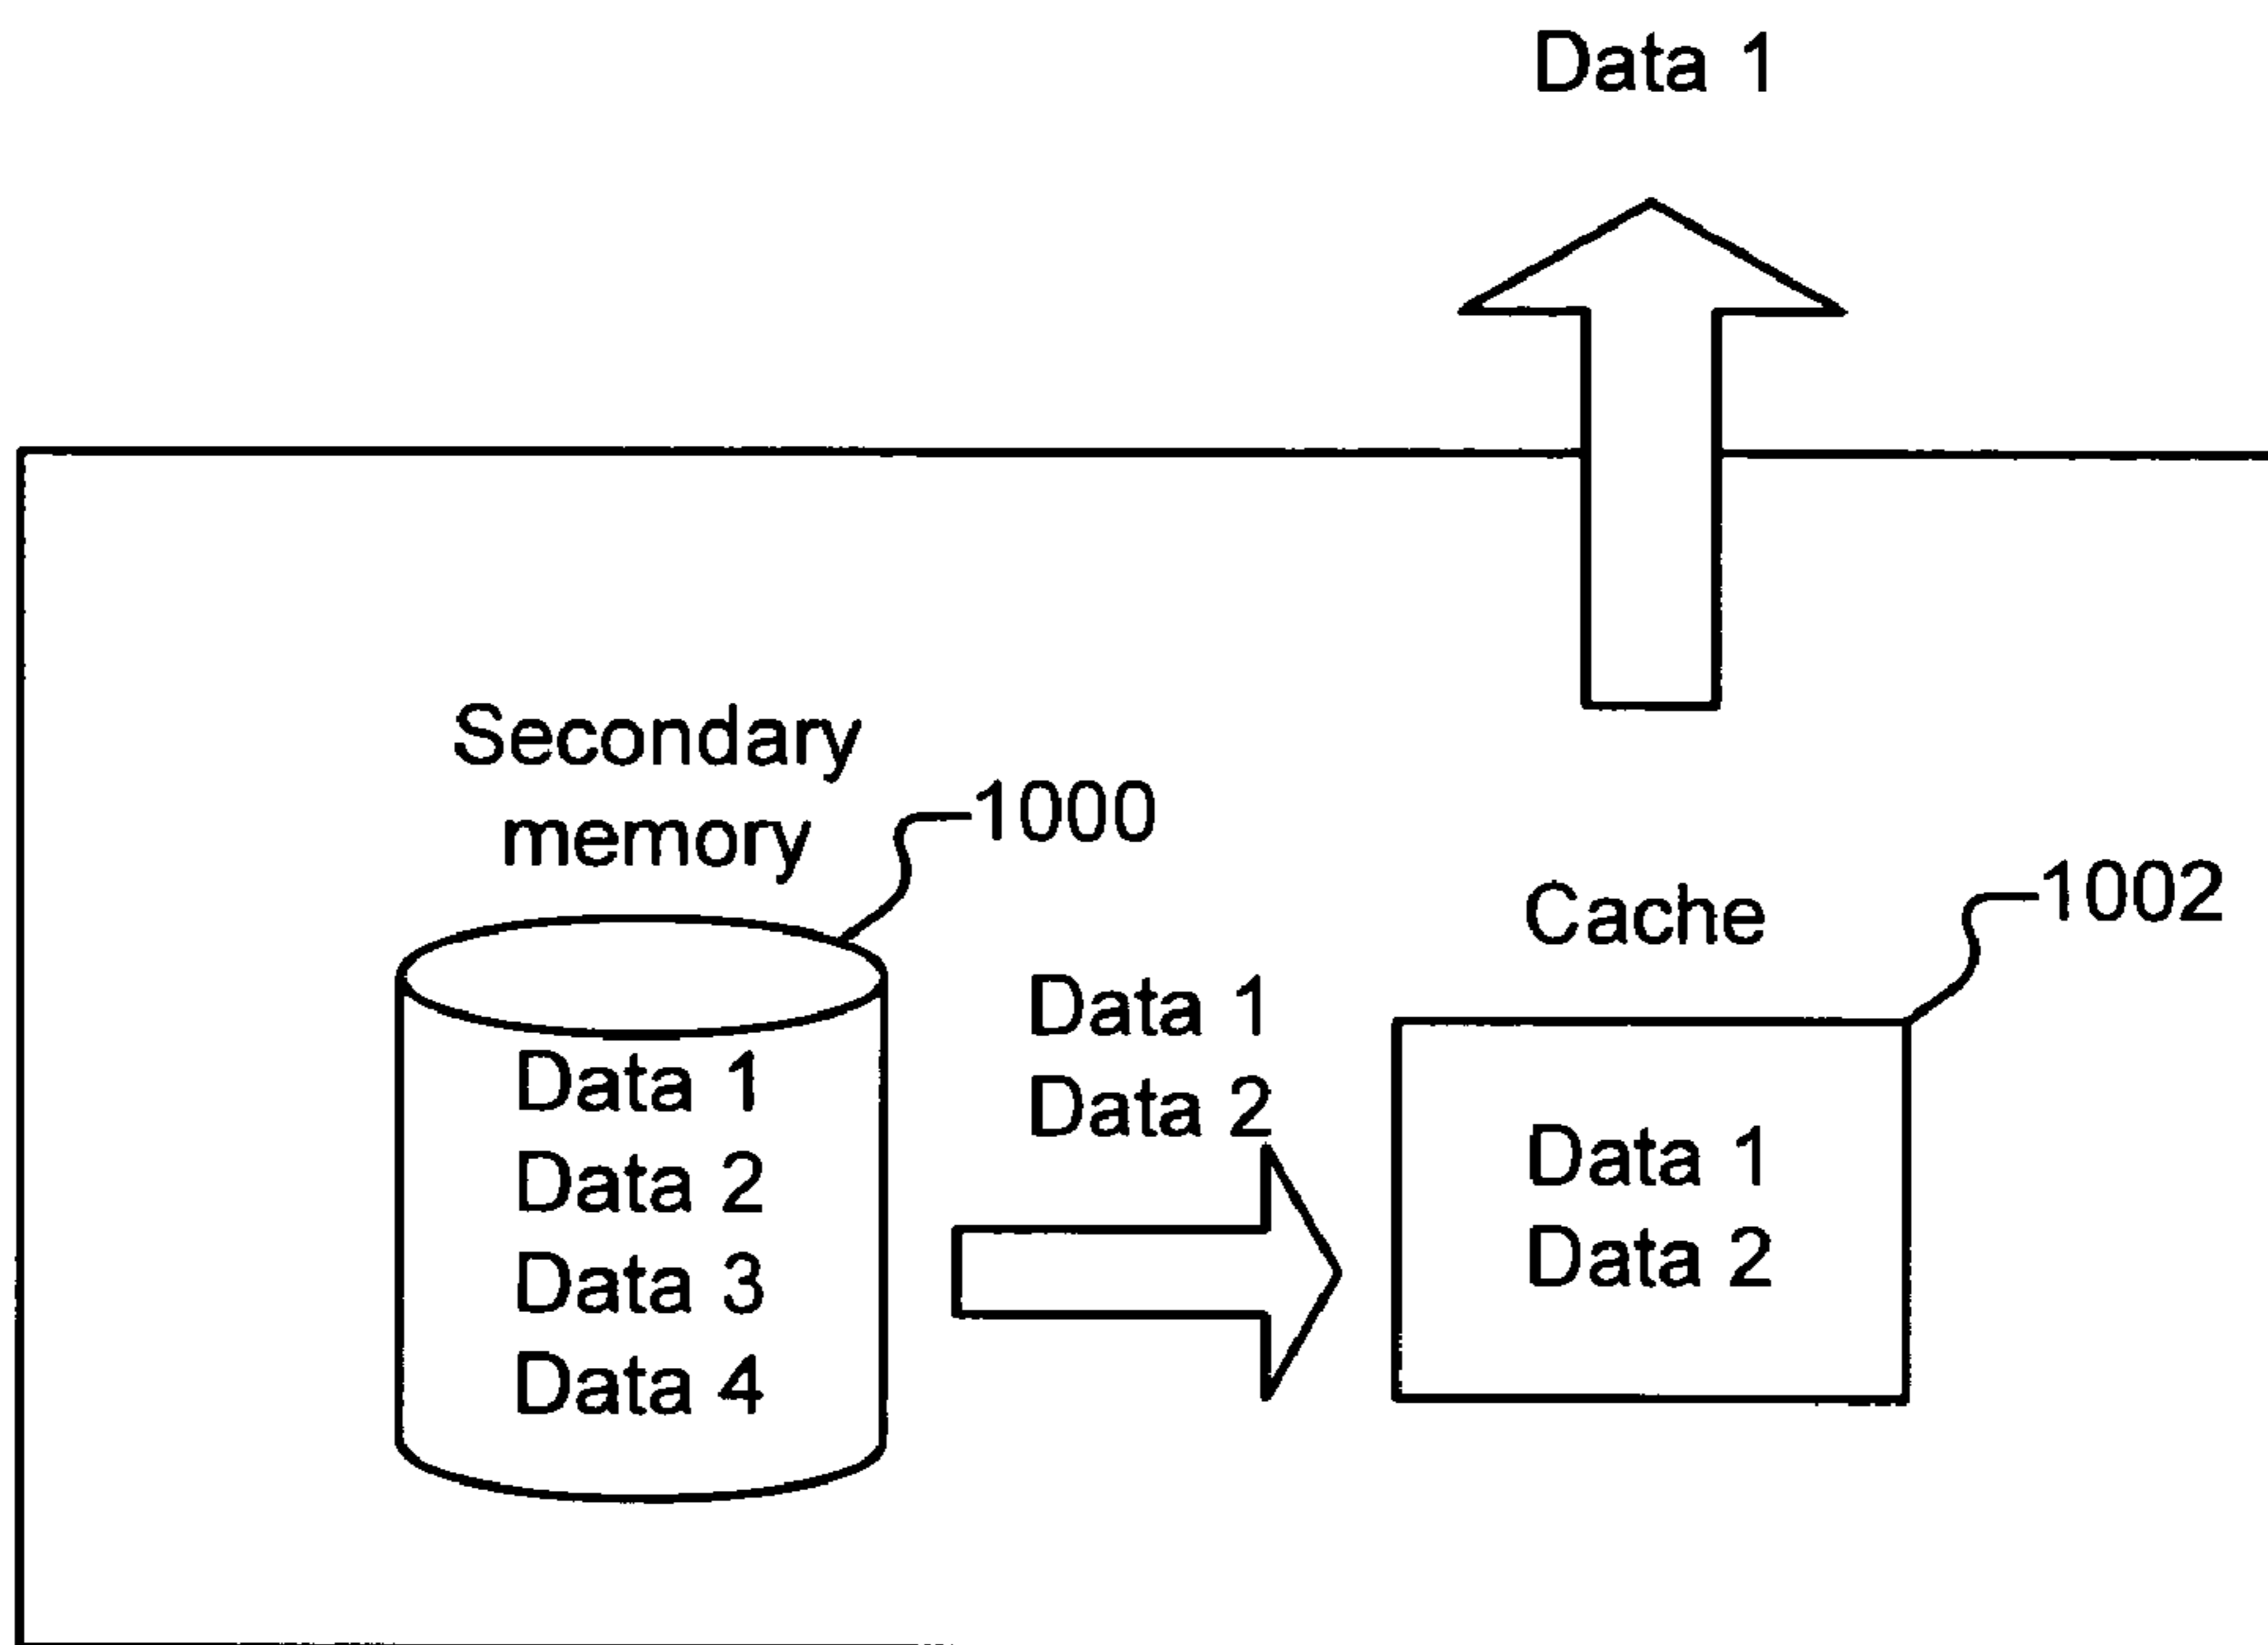 Data 1
Secondary
memory
1000
Cache
1002
Data 1
Data 2
Data 1
Data 2
Data 3
Data 4
Data 1
Data 2